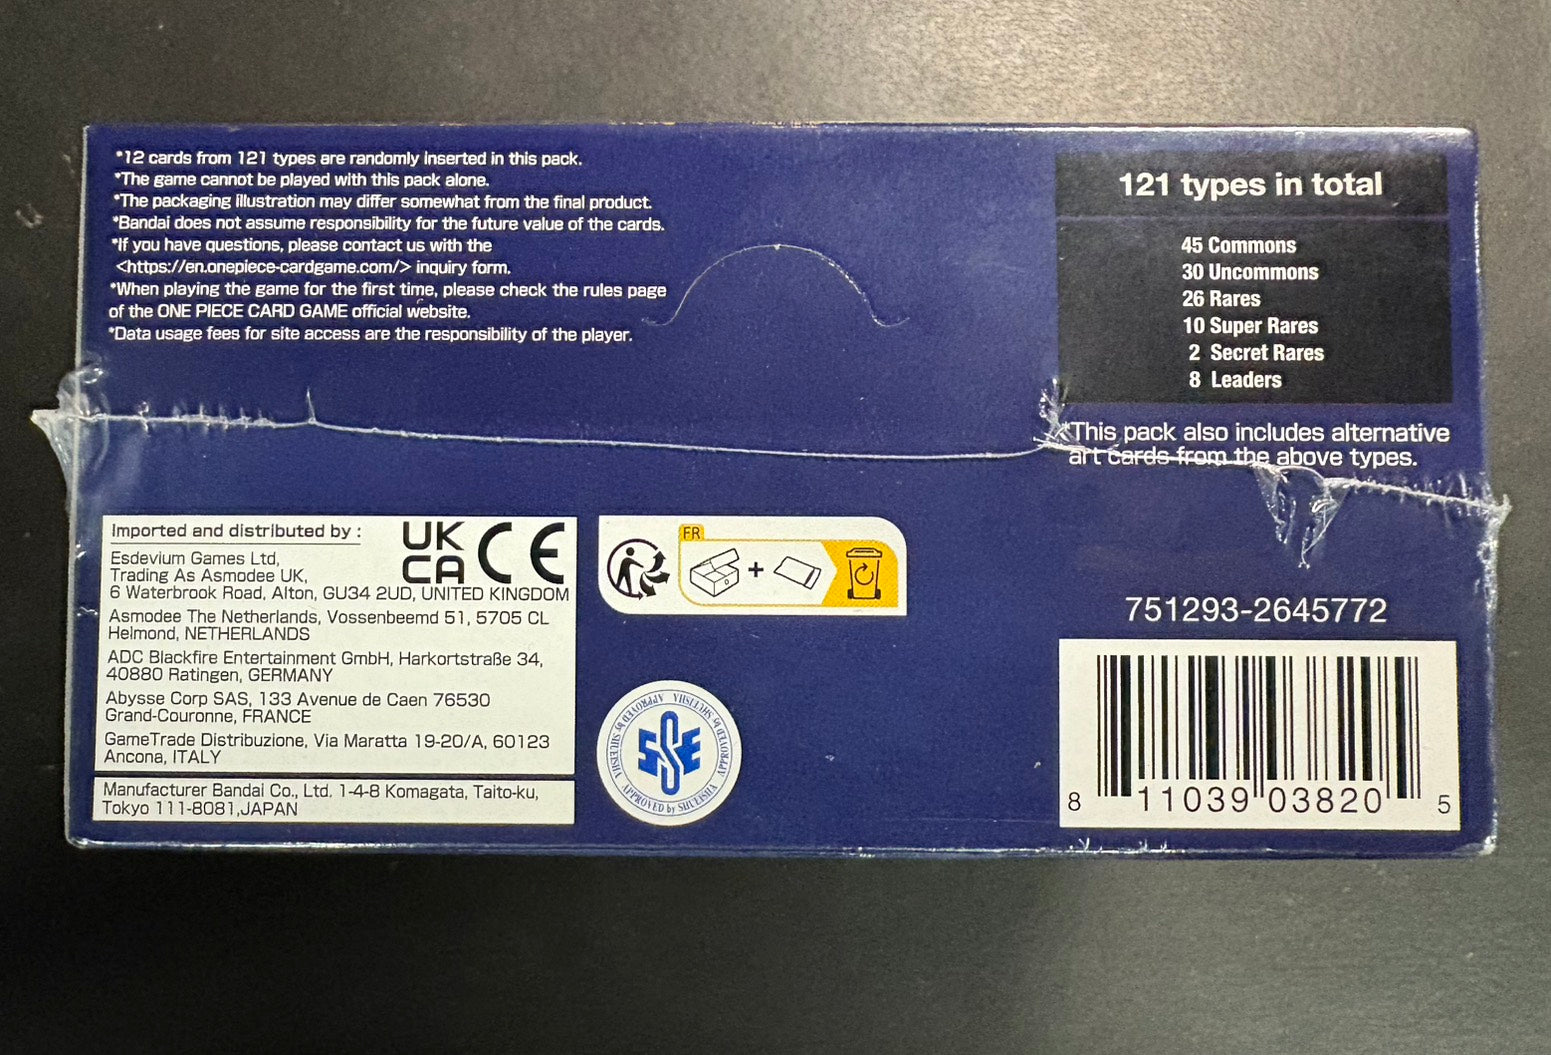 *12 cards from 121 types are randomly inserted in this pack.
*The game cannot be played with this pack alone.
*The packaging illustration may differ somewhat from the final product.
*Bandai does not assume responsibility for the future value of the cards.
*If you have questions, please contact us with the
<https://en.onepiece-cardgame.com/> inquiry form.
*When playing the game for the first time, please check the rules page
of the ONE PIECE CARD GAME official website.
*Data usage fees for site access are the responsibility of the player.
121 types in total
45 Commons
30 Uncommons
26 Rares
10 Super Rares
2 Secret Rares
8 Leaders
*This pack also includes alternative
art cards from the above types.
Imported and distributed by :
UK
CA
CE
Esdevium Games Ltd,
Trading As Asmodee UK,
6 Waterbrook Road, Alton, GU34 2UD, UNITED KINGDOM
Asmodee The Netherlands, Vossenbeemd 51, 5705 CL
Helmond, NETHERLANDS
ADC Blackfire Entertainment GmbH, Harkortstraße 34,
40880 Ratingen, GERMANY
Abysse Corp SAS, 133 Avenue de Caen 76530
Grand-Couronne, FRANCE
GameTrade Distribuzione, Via Maratta 19-20/A, 60123
Ancona, ITALY
Manufacturer Bandai Co., Ltd. 1-4-8 Komagata, Taito-ku,
Tokyo 111-8081,JAPAN
FR
+
APPROVED by SHUEISHA APPROVED by SHUEISHA APPROVED by SHUEISHA
SSE
751293-2645772
8 11039 03820 5